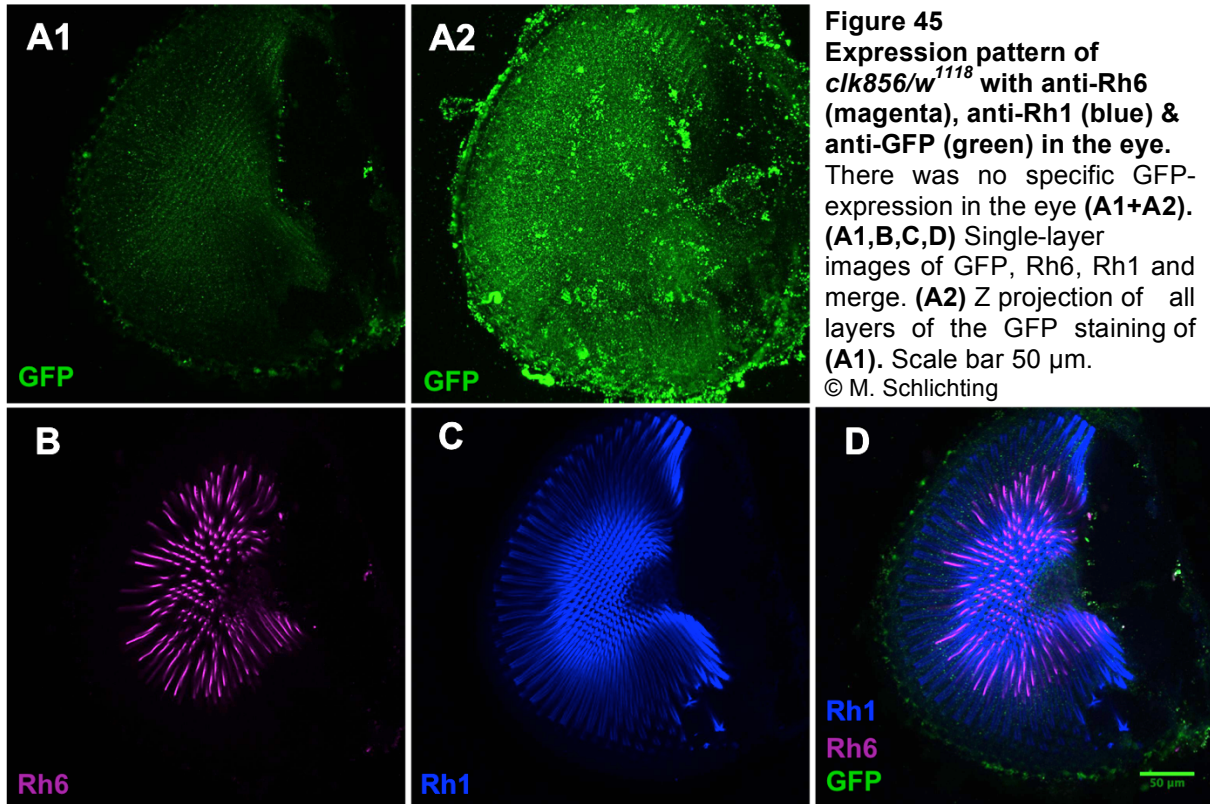 A1
GFP
A2
GFP
Figure 45
Expression pattern of
clk856/w1118 with anti-Rh6
(magenta), anti-Rh1 (blue) &
anti-GFP (green) in the eye.
There was no specific GFP-
expression in the eye (A1+A2).
(A1,B,C,D) Single-layer
images of GFP, Rh6, Rh1 and
merge. (A2) Z projection of all
layers of the GFP staining of
(A1). Scale bar 50 µm.
© M. Schlichting
B
Rh6
C
Rh1
D
Rh1
Rh6
GFP
50 µm